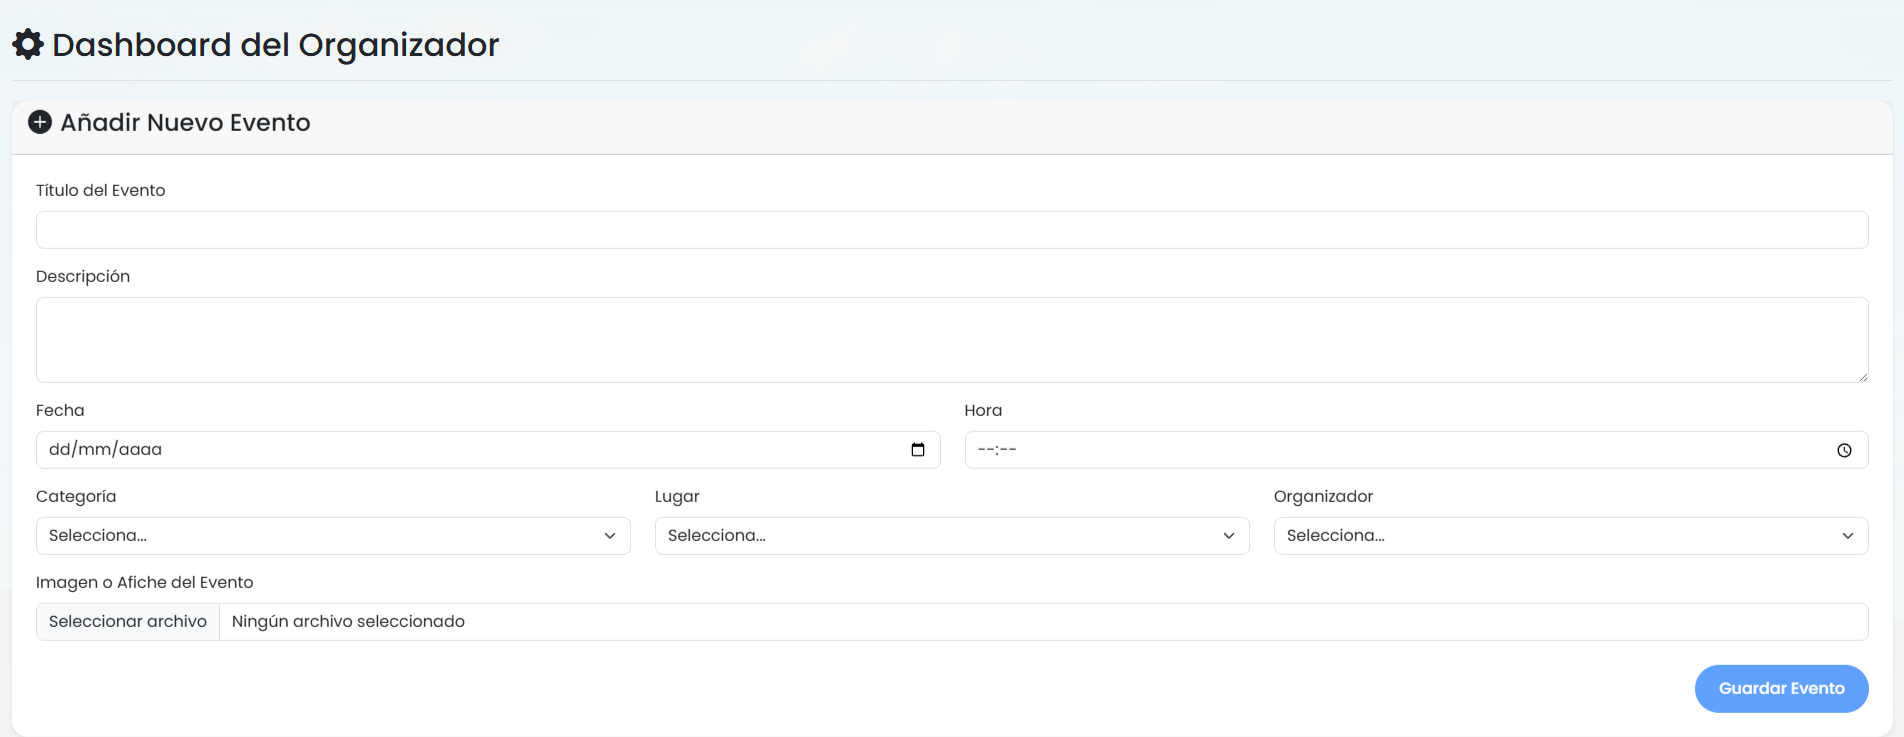 Dashboard del Organizador
Añadir Nuevo Evento
Título del Evento
Descripción
Fecha Hora
dd/mm/aaaa --:--
Categoría Lugar Organizador
Selecciona... Selecciona... Selecciona...
Imagen o Afiche del Evento
Seleccionar archivo Ningún archivo seleccionado
Guardar Evento